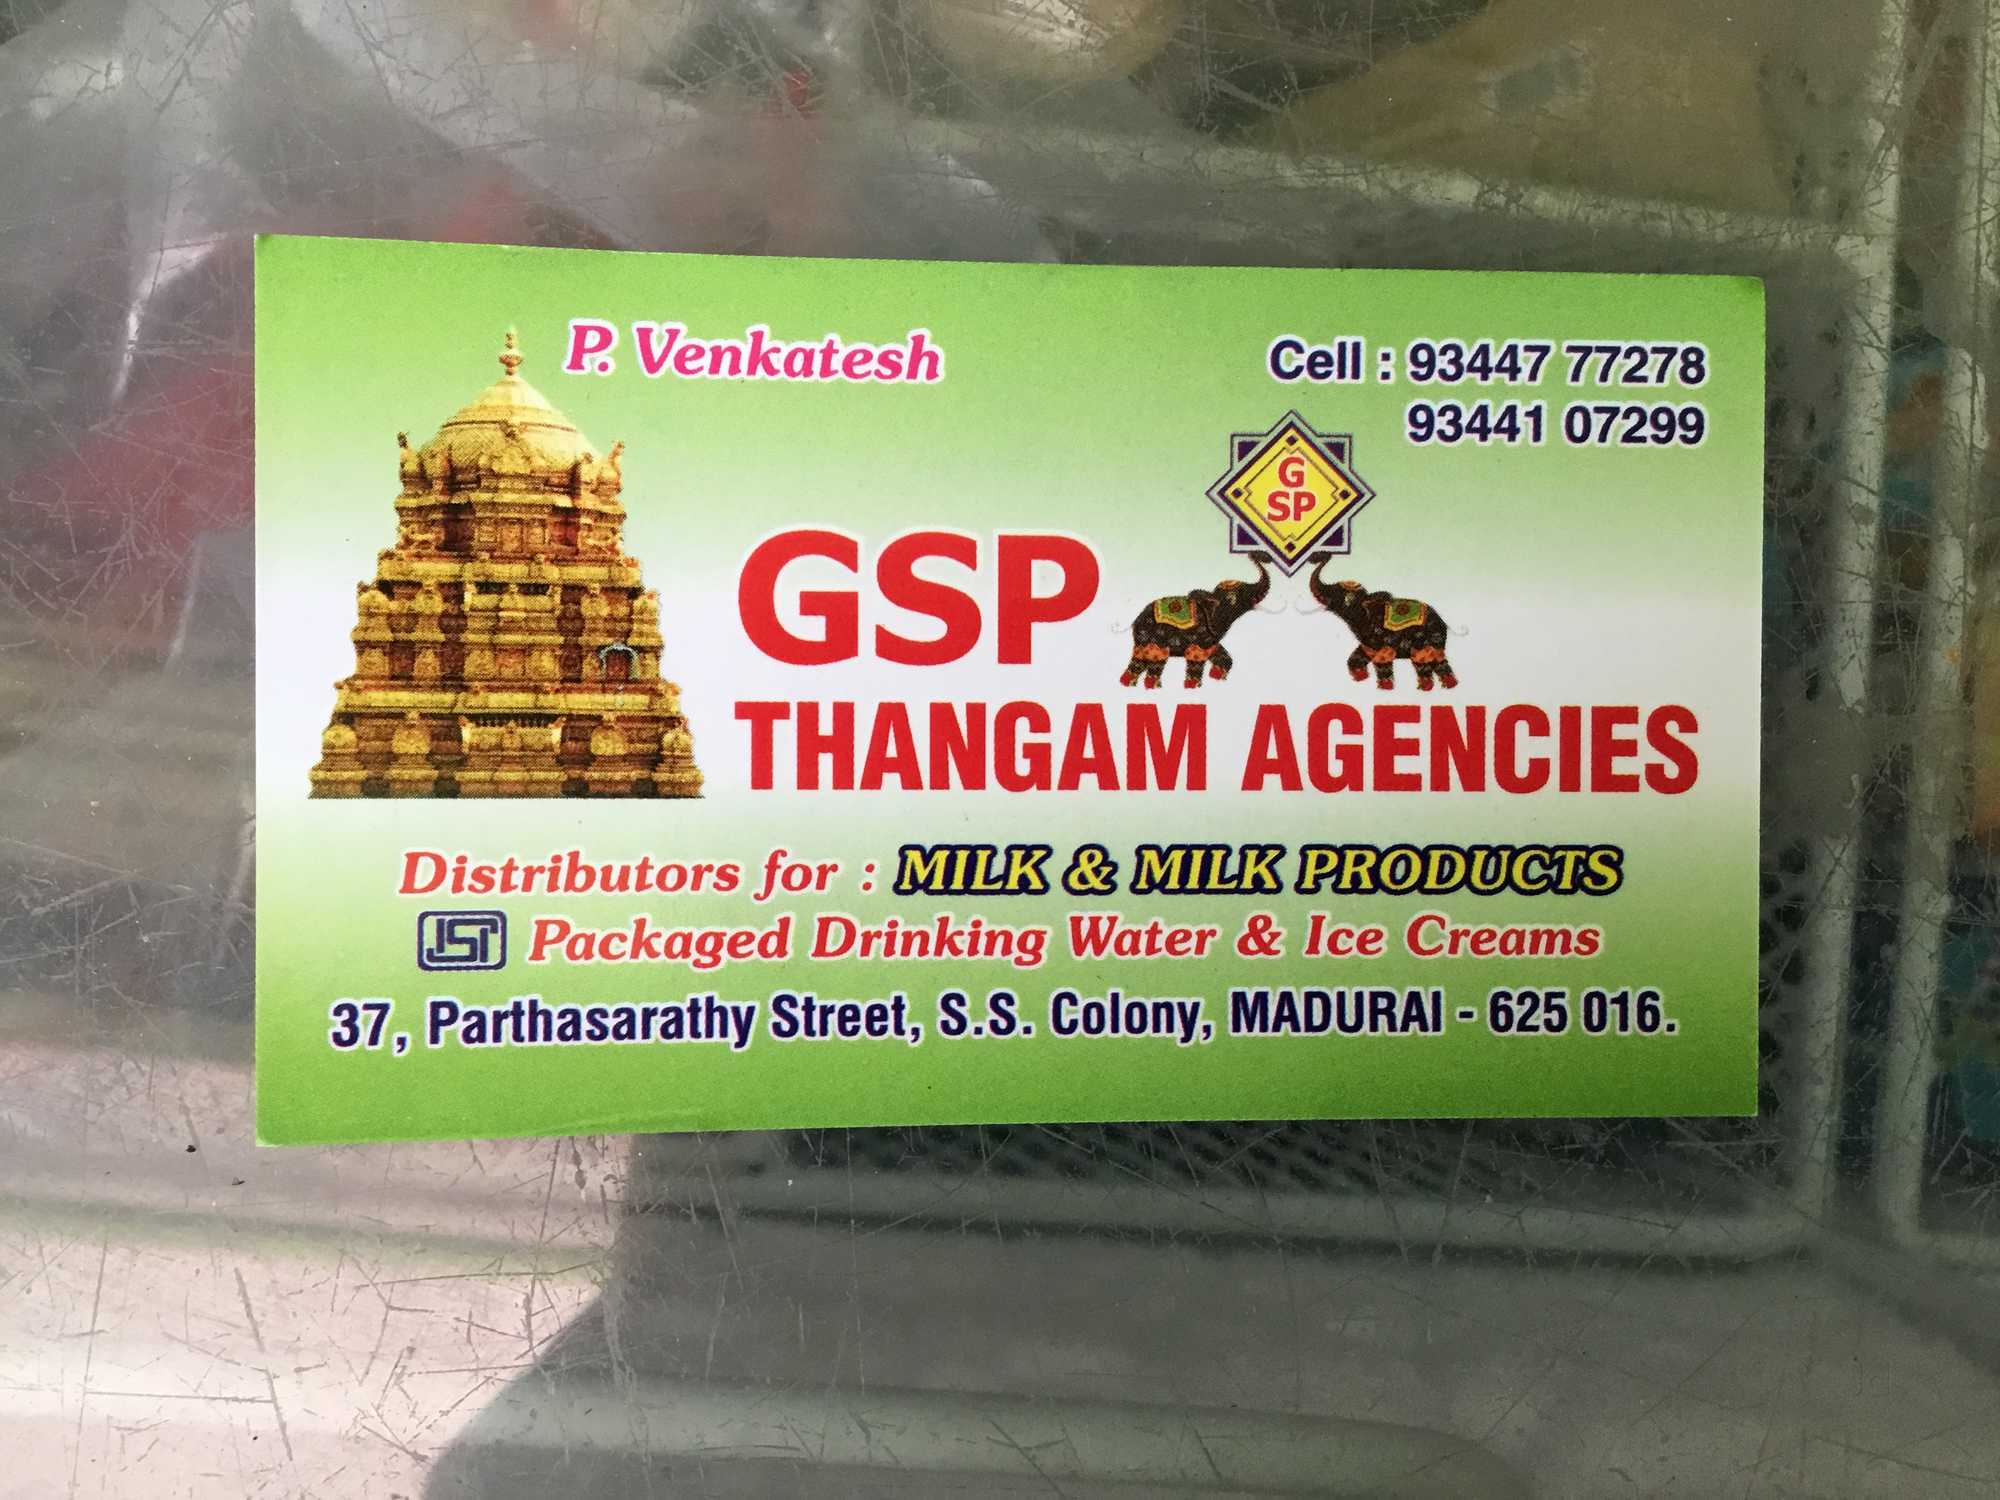 P. Venkatesh
Cell : 93447 77278
93441 07299
G
SP
GSP
THANGAM AGENCIES
Distributors for : MILK & MILK PRODUCTS
ISI Packaged Drinking Water & Ice Creams
37, Parthasarathy Street, S.S. Colony, MADURAI - 625 016.